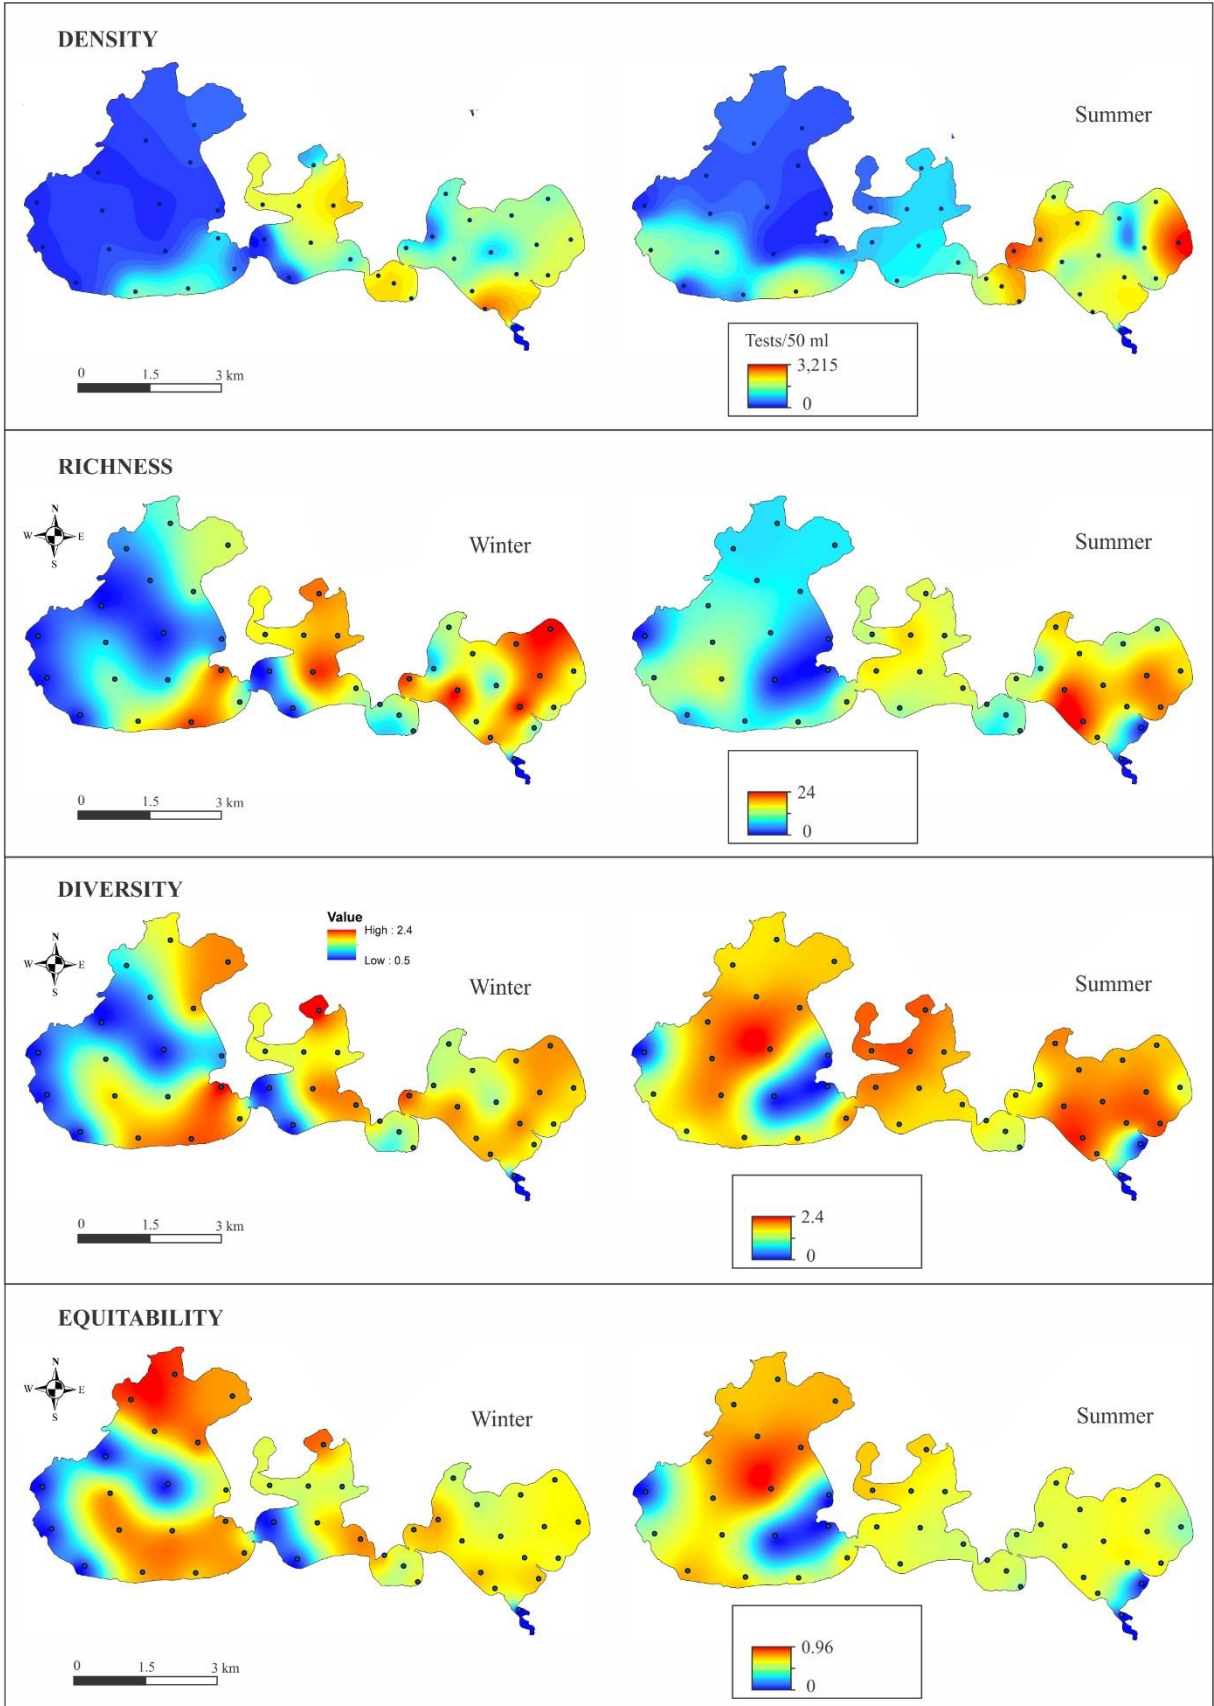 DENSITY
Summer
Tests/50 ml
3,215
0
0 1.5 3 km
RICHNESS
N
W E
S
Winter
Summer
24
0
0 1.5 3 km
DIVERSITY
Value
High : 2.4
Low : 0.5
N
W E
S
Winter
Summer
2.4
0
0 1.5 3 km
EQUITABILITY
N
W E
S
Winter
Summer
0.96
0
0 1.5 3 km